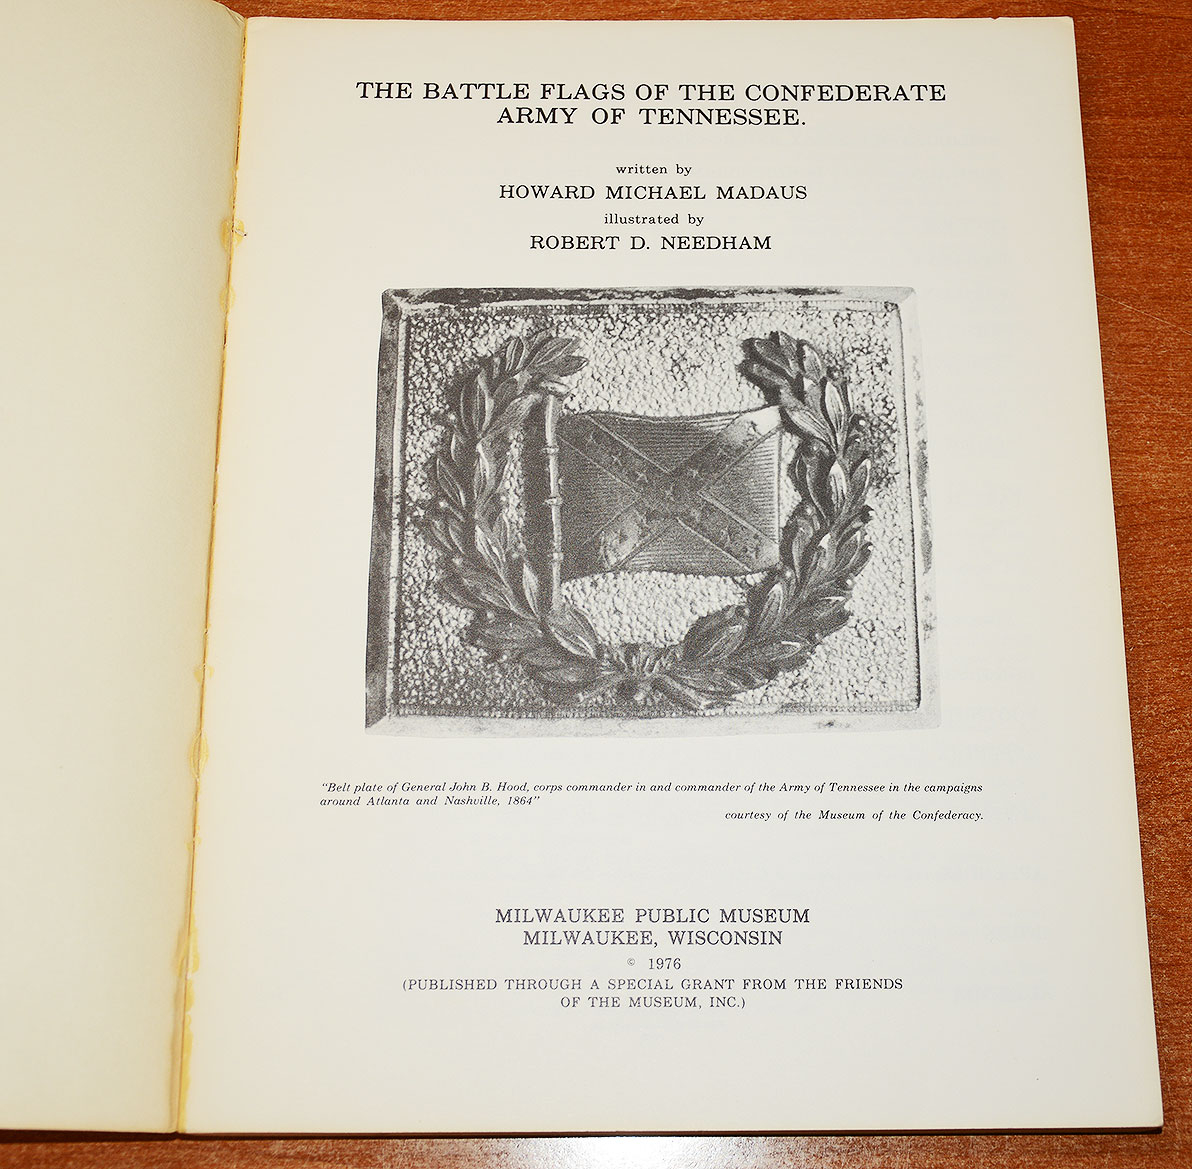 THE BATTLE FLAGS OF THE CONFEDERATE
ARMY OF TENNESSEE.
written by
HOWARD MICHAEL MADAUS
illustrated by
ROBERT D. NEEDHAM
"Belt plate of General John B. Hood, corps commander in and commander of the Army of Tennessee in the campaigns
around Atlanta and Nashville, 1864"
courtesy of the Museum of the Confederacy.
MILWAUKEE PUBLIC MUSEUM
MILWAUKEE, WISCONSIN
© 1976
(PUBLISHED THROUGH A SPECIAL GRANT FROM THE FRIENDS
OF THE MUSEUM, INC.)